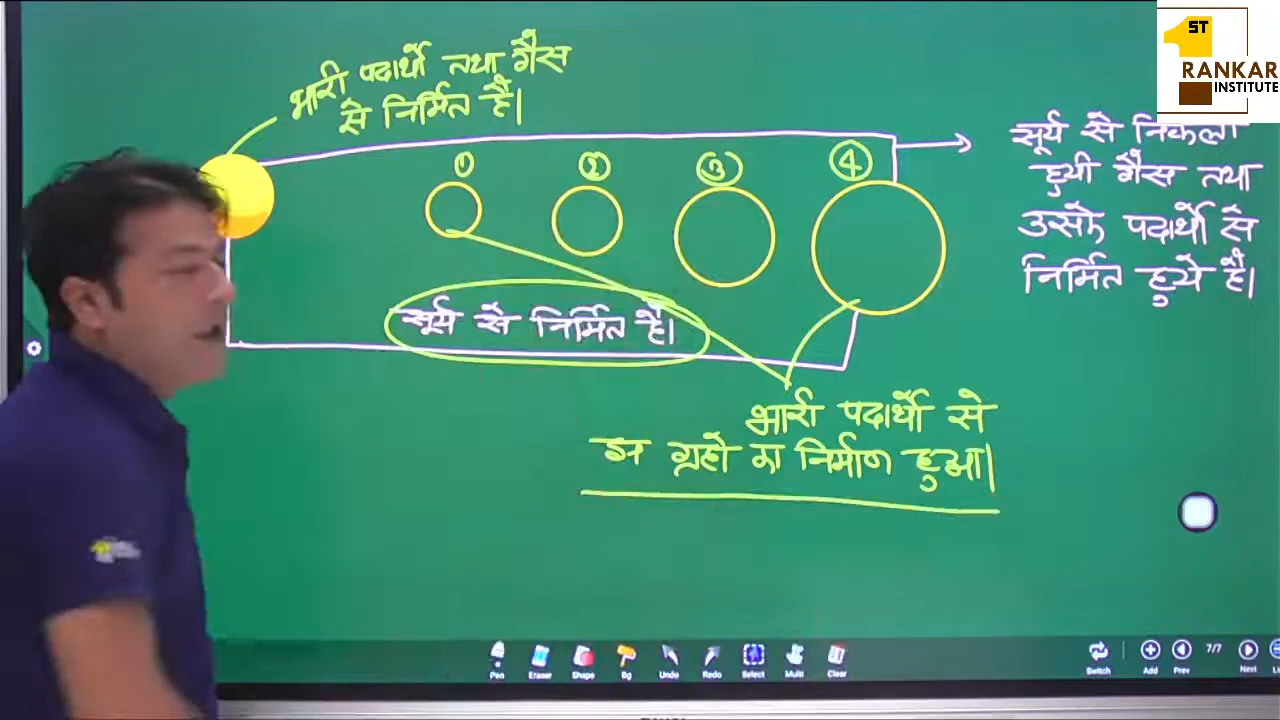 1ST
RANKAR
INSTITUTE
भारी पदार्थो तथा गैस
से निर्मित है।
① ② ③ ④
सूर्य से निकला
हुयी गैस तथा
उसके पदार्थो से
निर्मित हुये है।
सूर्य से निर्मित है।
भारी पदार्थो से
इन ग्रहो का निर्माण हुआ।
Pen Eraser Shape Bg Undo Redo Select Multi Clear
Switch Add Prev 7/7 Next